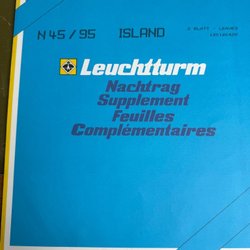 N 45 / 95 ISLAND
Leuchtturm
Nachtrag
Supplement
Feuilles
Complémentaires